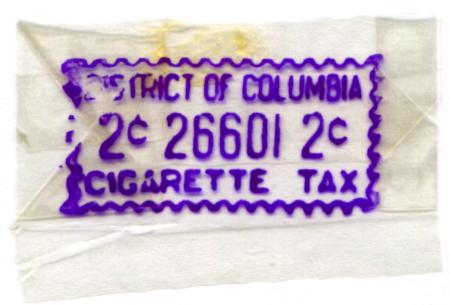 DISTRICT OF COLUMBIA
2¢ 26601 2¢
CIGARETTE TAX